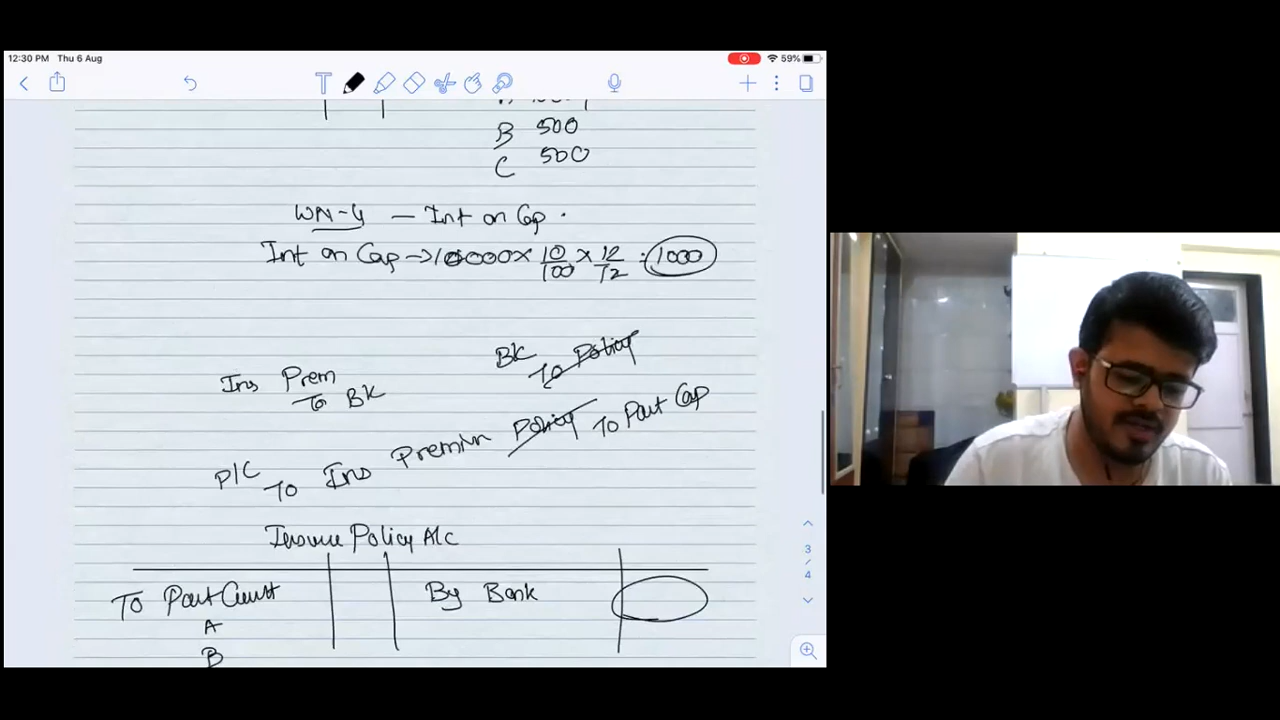 12:30 PM Thu 6 Aug
59%
T
B 500
C 500
WN-4 – Int on Cap.
Int on Cap → 10000 × 10/100 × 12/12 = 1000
Bk
To Policy
Ins Prem
To Bk
Policy To Part Cap
P/C
To Ins Premium
Policy A/c
To Part
By Bank
A
B
3
/
4